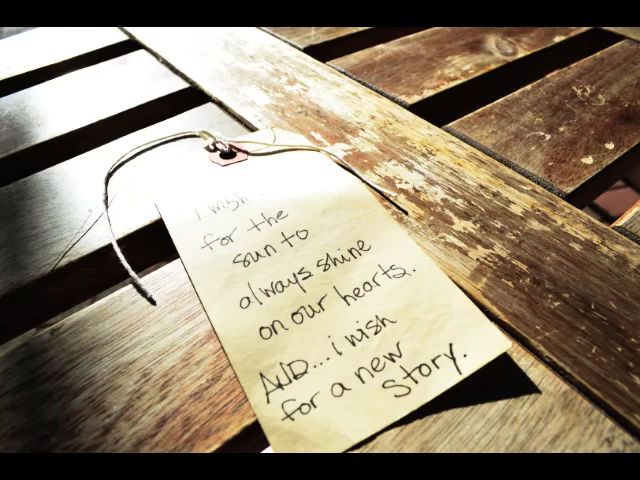 i wish...
for the
sun to
always shine
on our hearts.
AND... i wish
for a new
story.